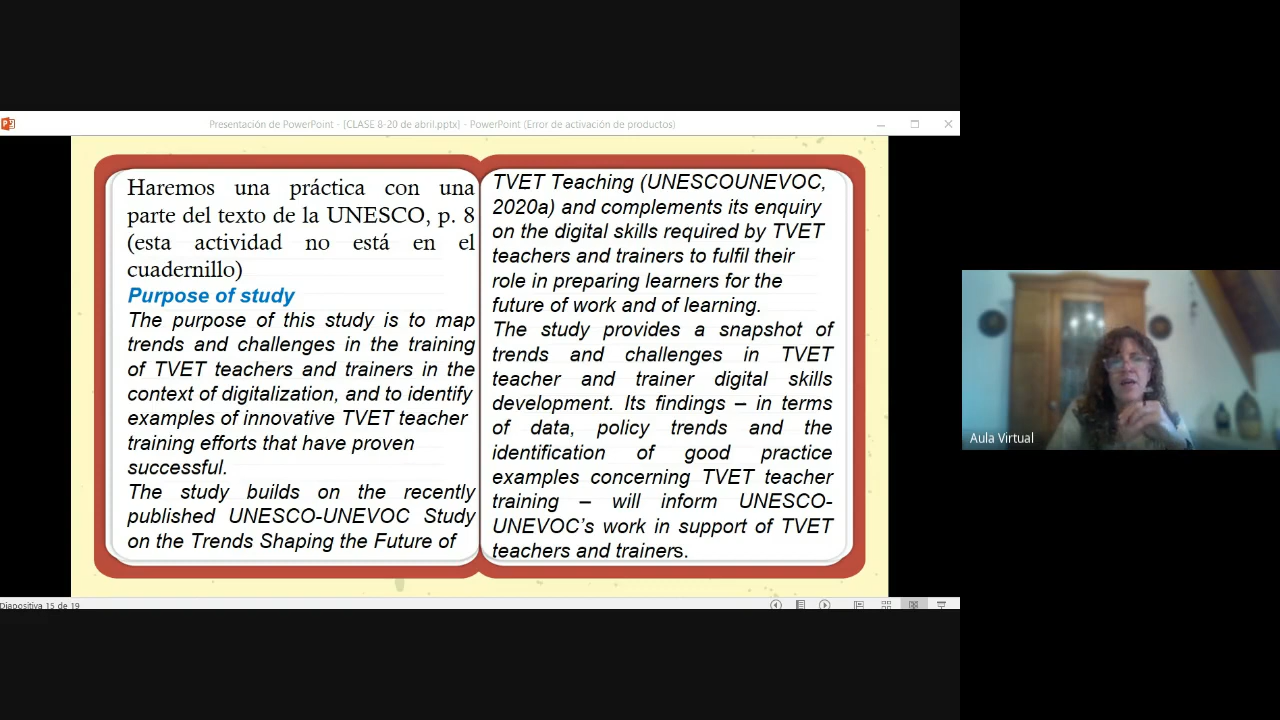 Presentación de PowerPoint - [CLASE 8-20 de abril.pptx] - PowerPoint (Error de activación de productos)
Haremos una práctica con una
parte del texto de la UNESCO, p. 8
(esta actividad no está en el
cuadernillo)
Purpose of study
The purpose of this study is to map
trends and challenges in the training
of TVET teachers and trainers in the
context of digitalization, and to identify
examples of innovative TVET teacher
training efforts that have proven
successful.
The study builds on the recently
published UNESCO-UNEVOC Study
on the Trends Shaping the Future of
TVET Teaching (UNESCOUNEVOC,
2020a) and complements its enquiry
on the digital skills required by TVET
teachers and trainers to fulfil their
role in preparing learners for the
future of work and of learning.
The study provides a snapshot of
trends and challenges in TVET
teacher and trainer digital skills
development. Its findings – in terms
of data, policy trends and the
identification of good practice
examples concerning TVET teacher
training – will inform UNESCO-
UNEVOC’s work in support of TVET
teachers and trainers.
Diapositiva 15 de 19
Aula Virtual